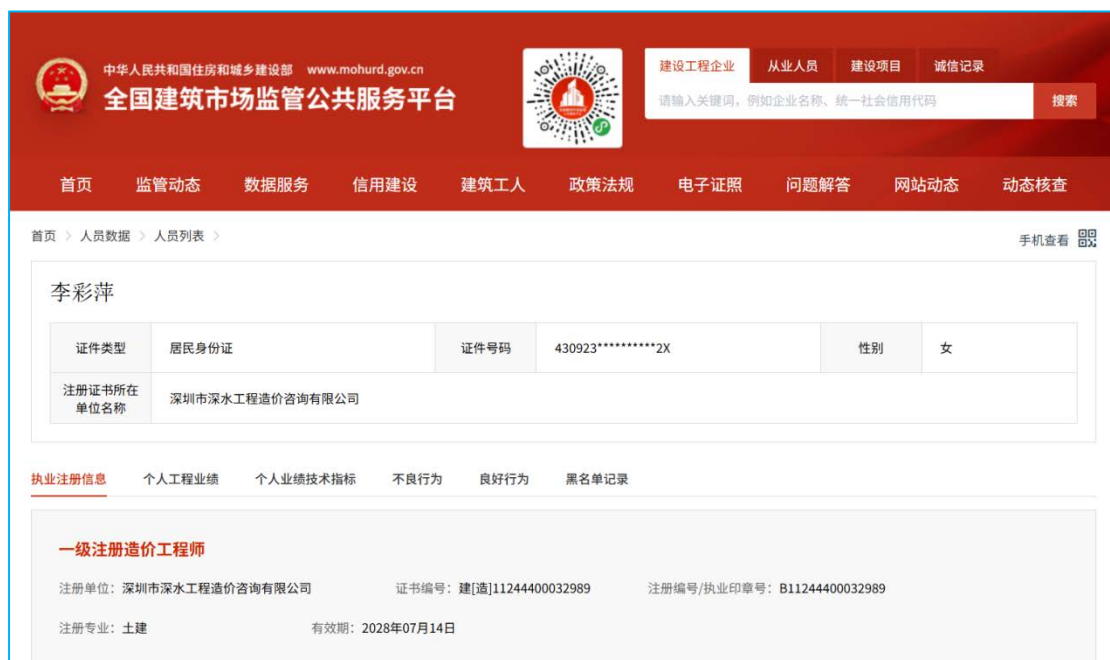 中华人民共和国住房和城乡建设部 www.mohurd.gov.cn
全国建筑市场监管公共服务平台
建设工程企业 从业人员 建设项目 诚信记录
请输入关键词，例如企业名称、统一社会信用代码 搜索
首页 监管动态 数据服务 信用建设 建筑工人 政策法规 电子证照 问题解答 网站动态 动态核查
首页 > 人员数据 > 人员列表 >
手机查看
李彩萍
证件类型 居民身份证 证件号码 430923**********2X 性别 女
注册证书所在
单位名称
深圳市深水工程造价咨询有限公司
执业注册信息 个人工程业绩 个人业绩技术指标 不良行为 良好行为 黑名单记录
一级注册造价工程师
注册单位：深圳市深水工程造价咨询有限公司 证书编号：建[造]11244400032989 注册编号/执业印章号：B11244400032989
注册专业：土建 有效期：2028年07月14日